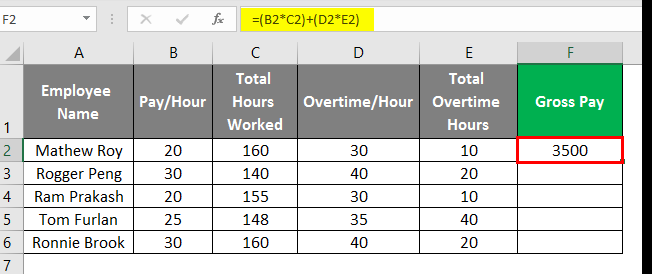 F2 fx =(B2*C2)+(D2*E2)
A B C D E F
1 Employee Name Pay/Hour Total Hours Worked Overtime/Hour Total Overtime Hours Gross Pay
2 Mathew Roy 20 160 30 10 3500
3 Rogger Peng 30 140 40 20
4 Ram Prakash 20 155 30 10
5 Tom Furlan 25 148 35 40
6 Ronnie Brook 30 160 40 20
7